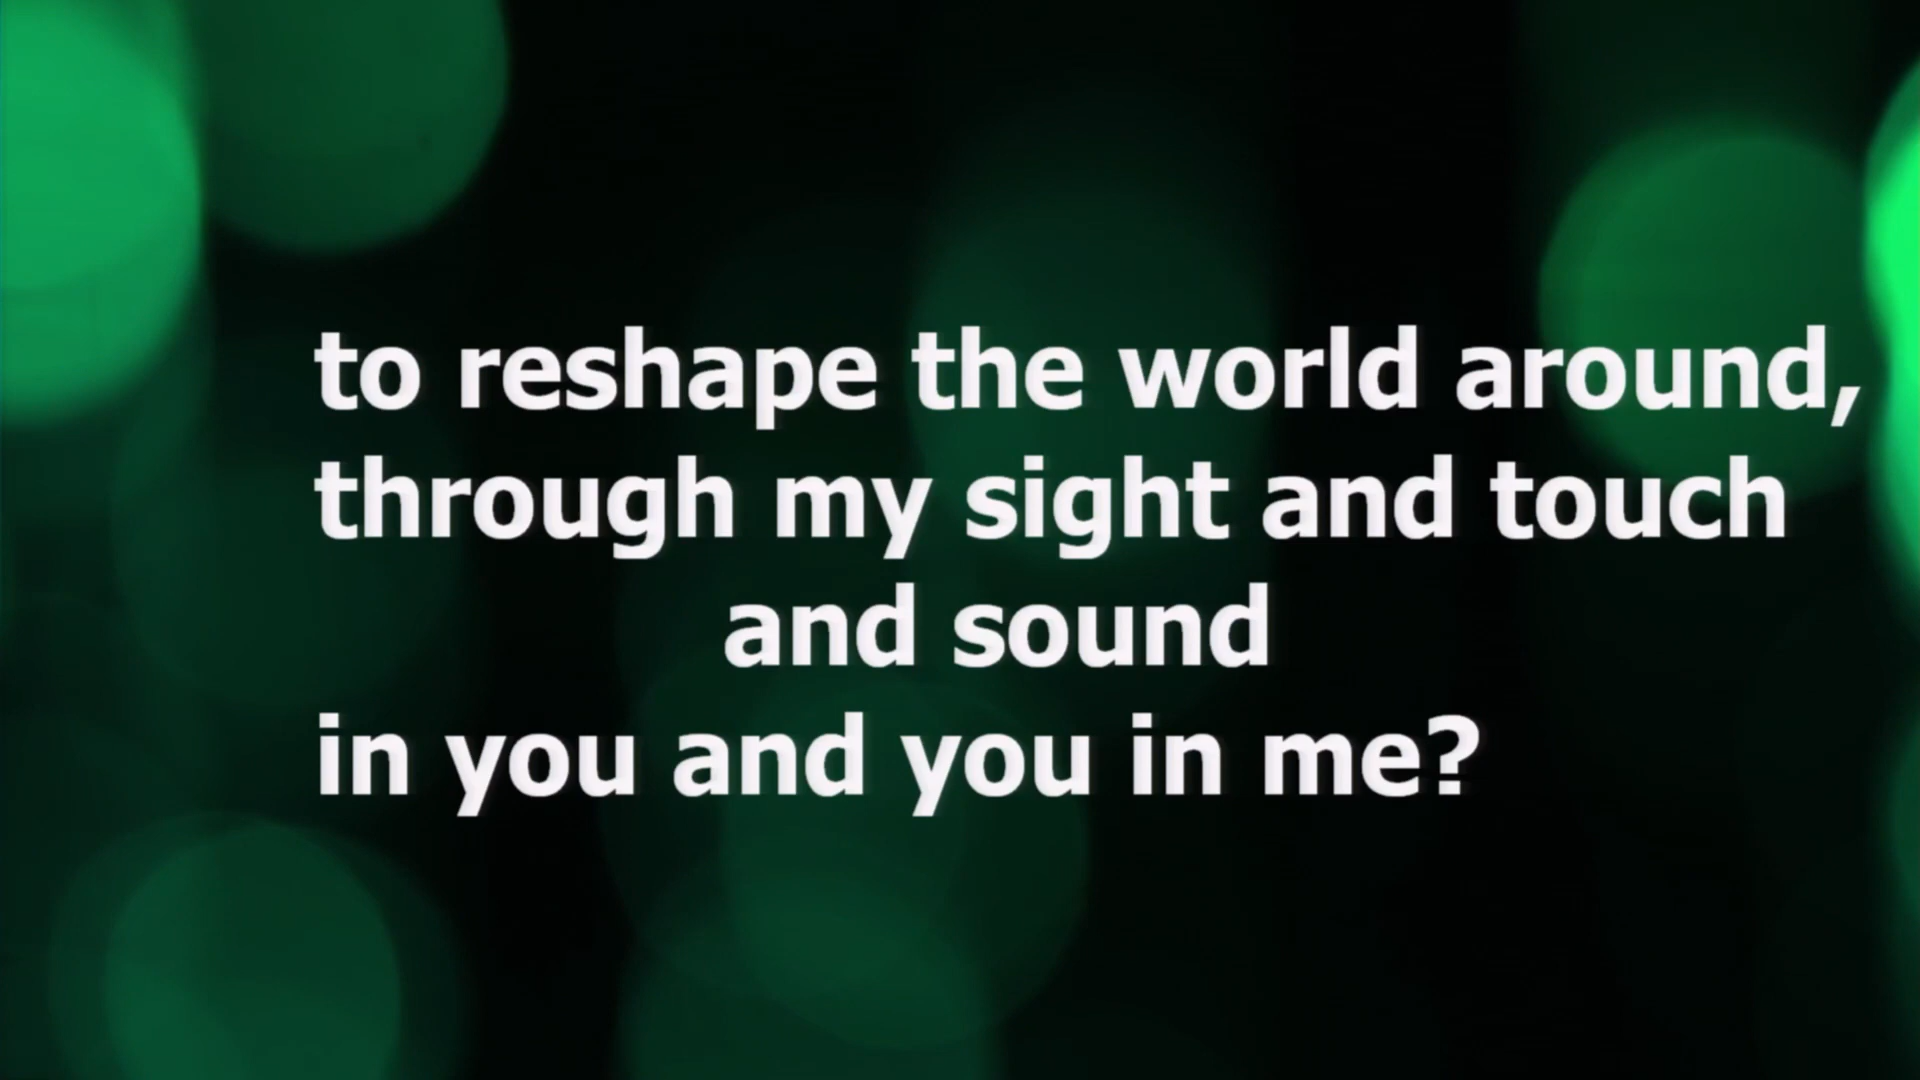 to reshape the world around,
through my sight and touch
and sound
in you and you in me?